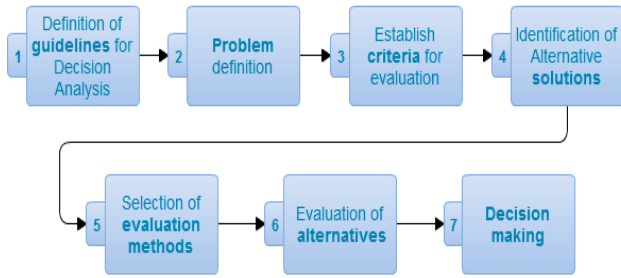 1
Definition of
guidelines for
Decision
Analysis
2
Problem
definition
3
Establish
criteria for
evaluation
4
Identification of
Alternative
solutions
5
Selection of
evaluation
methods
6
Evaluation of
alternatives
7
Decision
making